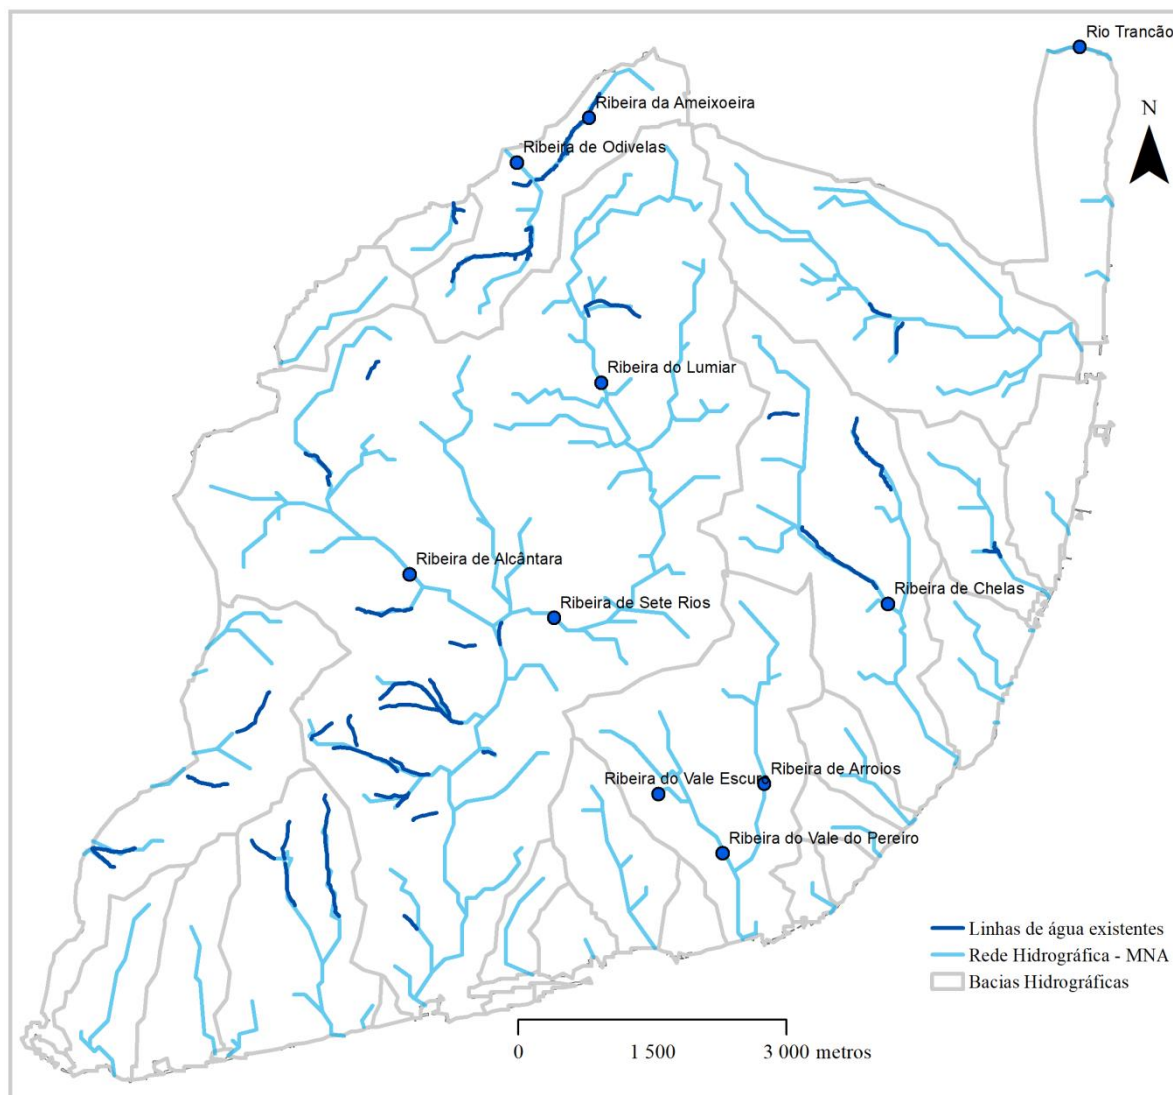 Rio Trancão
Ribeira da Ameixoeira
N
Ribeira de Odivelas
Ribeira do Lumiar
Ribeira de Alcântara
Ribeira de Chelas
Ribeira de Sete Rios
Ribeira de Arroios
Ribeira do Vale Escuro
Ribeira do Vale do Pereiro
Linhas de água existentes
Rede Hidrográfica - MNA
Bacias Hidrográficas
0 1 500 3 000 metros